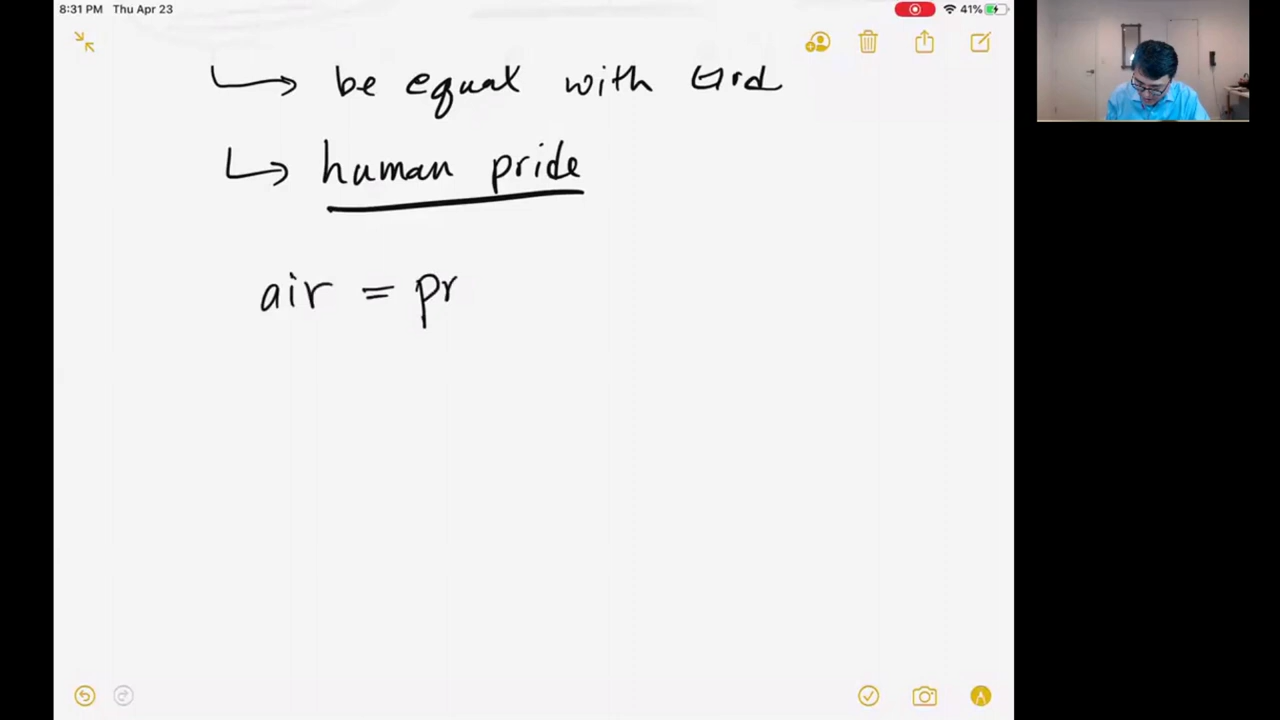 8:31 PM Thu Apr 23 41%
↳ be equal with God
↳ human pride
air = pr